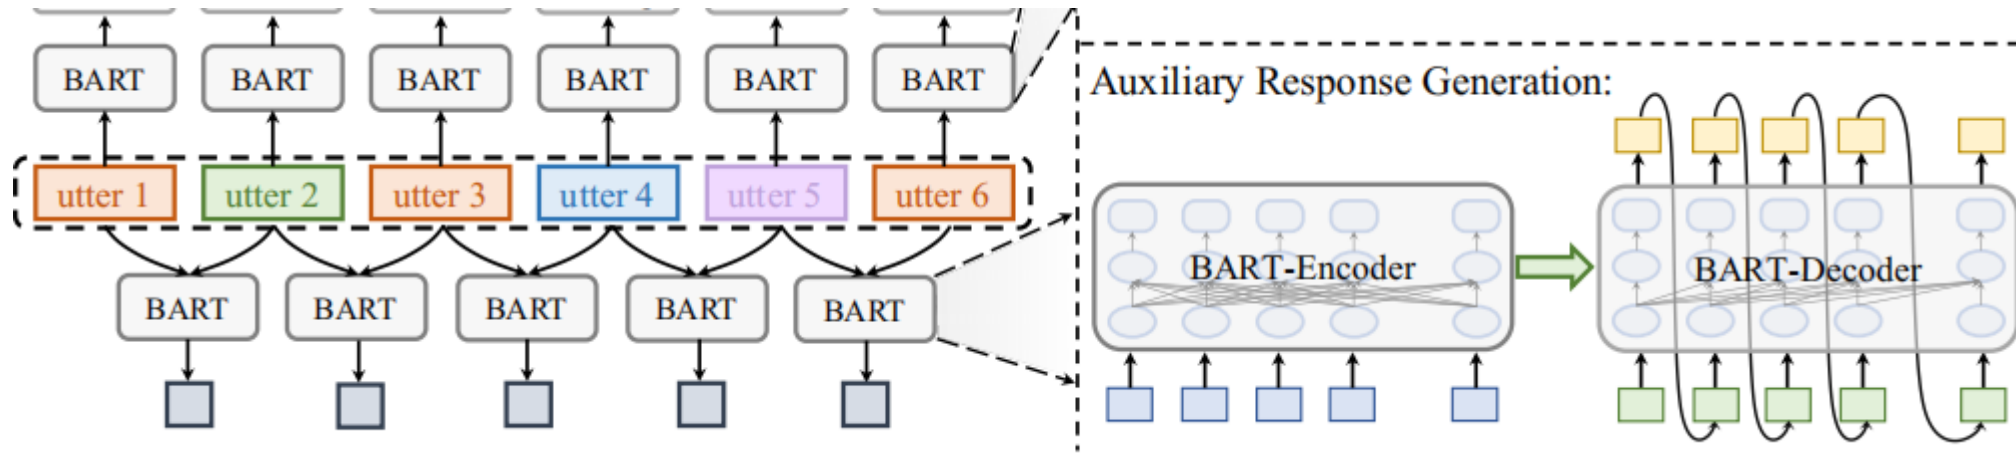 BART BART BART BART BART BART
utter 1 utter 2 utter 3 utter 4 utter 5 utter 6
BART BART BART BART BART
Auxiliary Response Generation:
BART-Encoder BART-Decoder